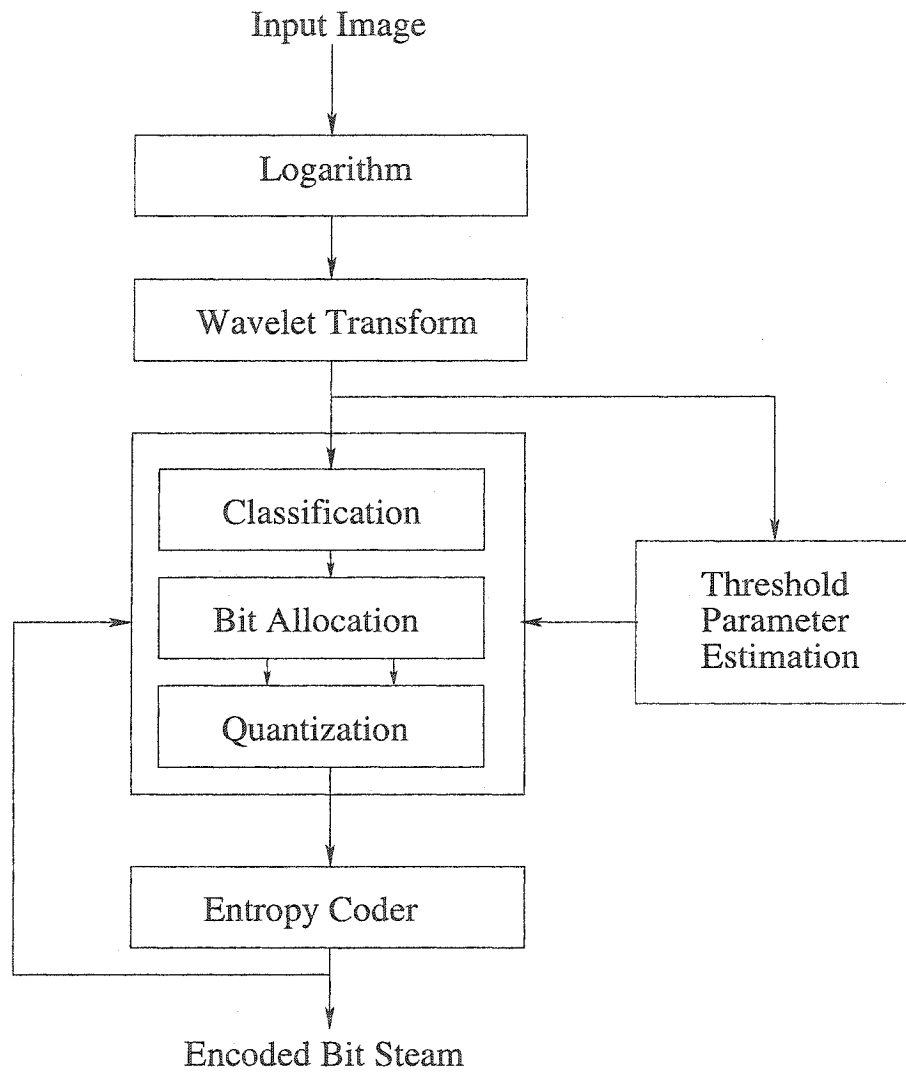 Input Image
Logarithm
Wavelet Transform
Classification
Bit Allocation
Quantization
Threshold
Parameter
Estimation
Entropy Coder
Encoded Bit Steam